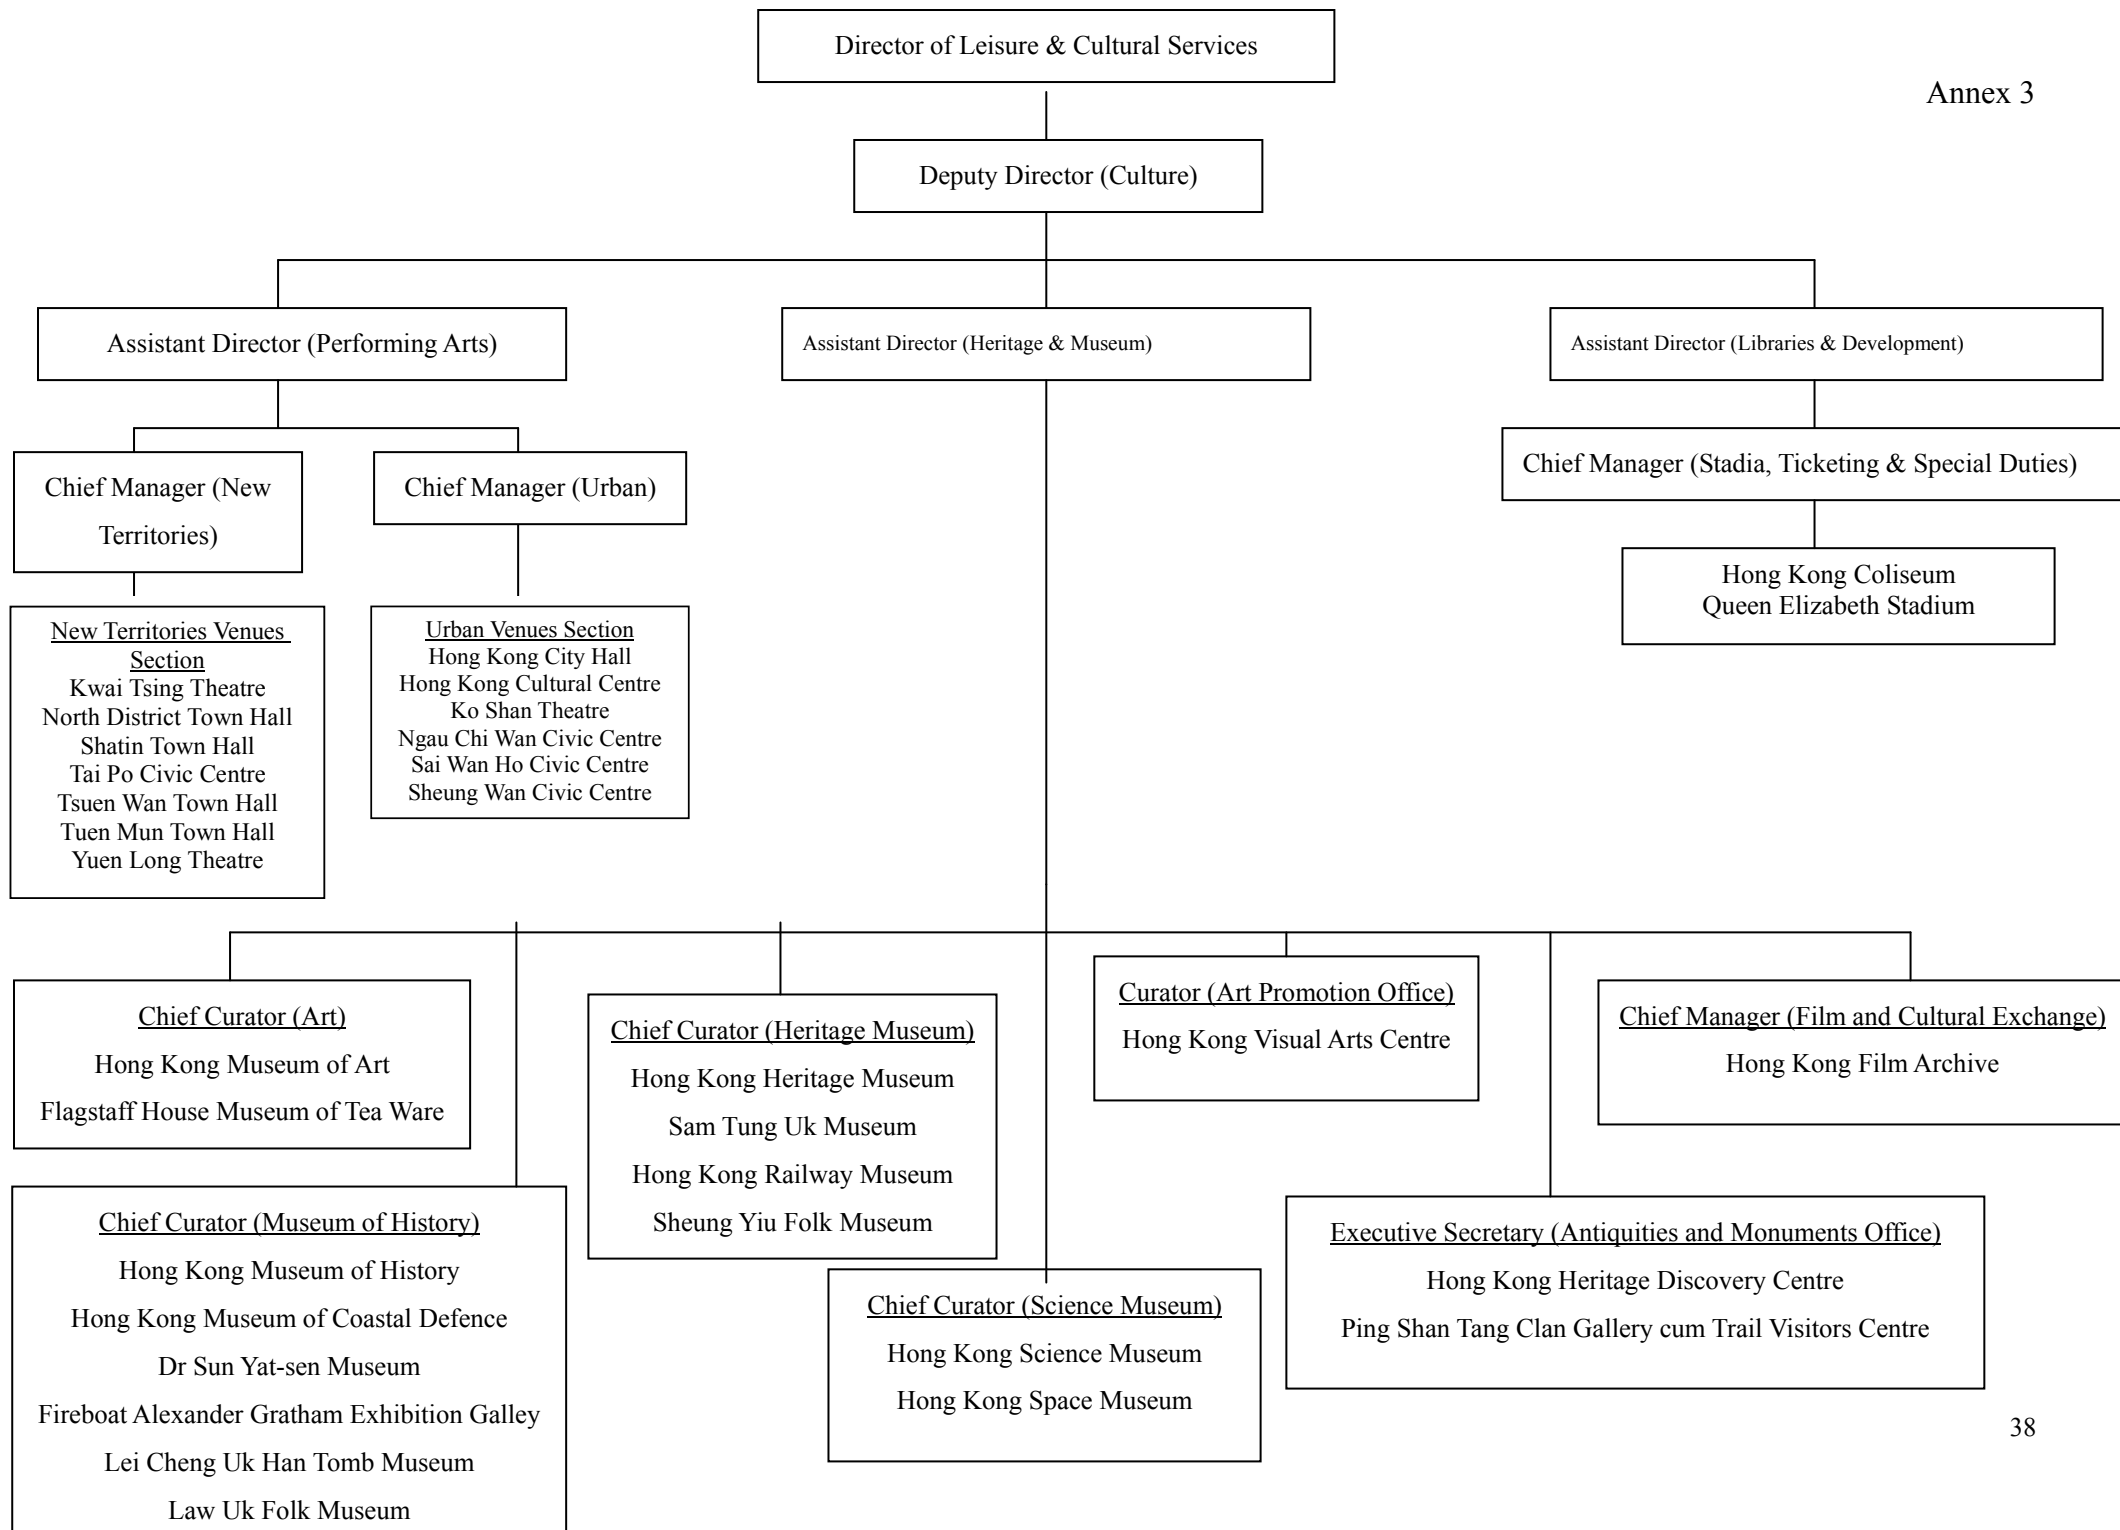 Director of Leisure & Cultural Services
Annex 3
Deputy Director (Culture)
Assistant Director (Performing Arts)
Assistant Director (Heritage & Museum)
Assistant Director (Libraries & Development)
Chief Manager (New
Territories)
Chief Manager (Urban)
Chief Manager (Stadia, Ticketing & Special Duties)
Hong Kong Coliseum
Queen Elizabeth Stadium
New Territories Venues
Section
Kwai Tsing Theatre
North District Town Hall
Shatin Town Hall
Tai Po Civic Centre
Tsuen Wan Town Hall
Tuen Mun Town Hall
Yuen Long Theatre
Urban Venues Section
Hong Kong City Hall
Hong Kong Cultural Centre
Ko Shan Theatre
Ngau Chi Wan Civic Centre
Sai Wan Ho Civic Centre
Sheung Wan Civic Centre
Chief Curator (Art)
Hong Kong Museum of Art
Flagstaff House Museum of Tea Ware
Chief Curator (Museum of History)
Hong Kong Museum of History
Hong Kong Museum of Coastal Defence
Dr Sun Yat-sen Museum
Fireboat Alexander Gratham Exhibition Galley
Lei Cheng Uk Han Tomb Museum
Law Uk Folk Museum
Chief Curator (Heritage Museum)
Hong Kong Heritage Museum
Sam Tung Uk Museum
Hong Kong Railway Museum
Sheung Yiu Folk Museum
Chief Curator (Science Museum)
Hong Kong Science Museum
Hong Kong Space Museum
Curator (Art Promotion Office)
Hong Kong Visual Arts Centre
Executive Secretary (Antiquities and Monuments Office)
Hong Kong Heritage Discovery Centre
Ping Shan Tang Clan Gallery cum Trail Visitors Centre
Chief Manager (Film and Cultural Exchange)
Hong Kong Film Archive
38